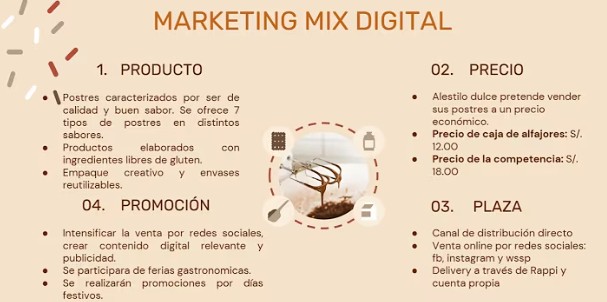 MARKETING MIX DIGITAL
1. PRODUCTO
• Postres caracterizados por ser de
calidad y buen sabor. Se ofrece 7
tipos de postres en distintos
sabores.
• Productos elaborados con
ingredientes libres de gluten.
• Empaque creativo y envases
reutilizables.
02. PRECIO
• Alestilo dulce pretende vender
sus postres a un precio
económico.
• Precio de caja de alfajores: S/.
12.00
• Precio de la competencia: S/.
18.00
03. PLAZA
• Canal de distribución directo
• Venta online por redes sociales:
fb, instagram y wssp
• Delivery a través de Rappi y
cuenta propia
04. PROMOCIÓN
• Intensificar la venta por redes sociales,
crear contenido digital relevante y
publicidad.
• Se participara de ferias gastronomicas.
• Se realizarán promociones por días
festivos.